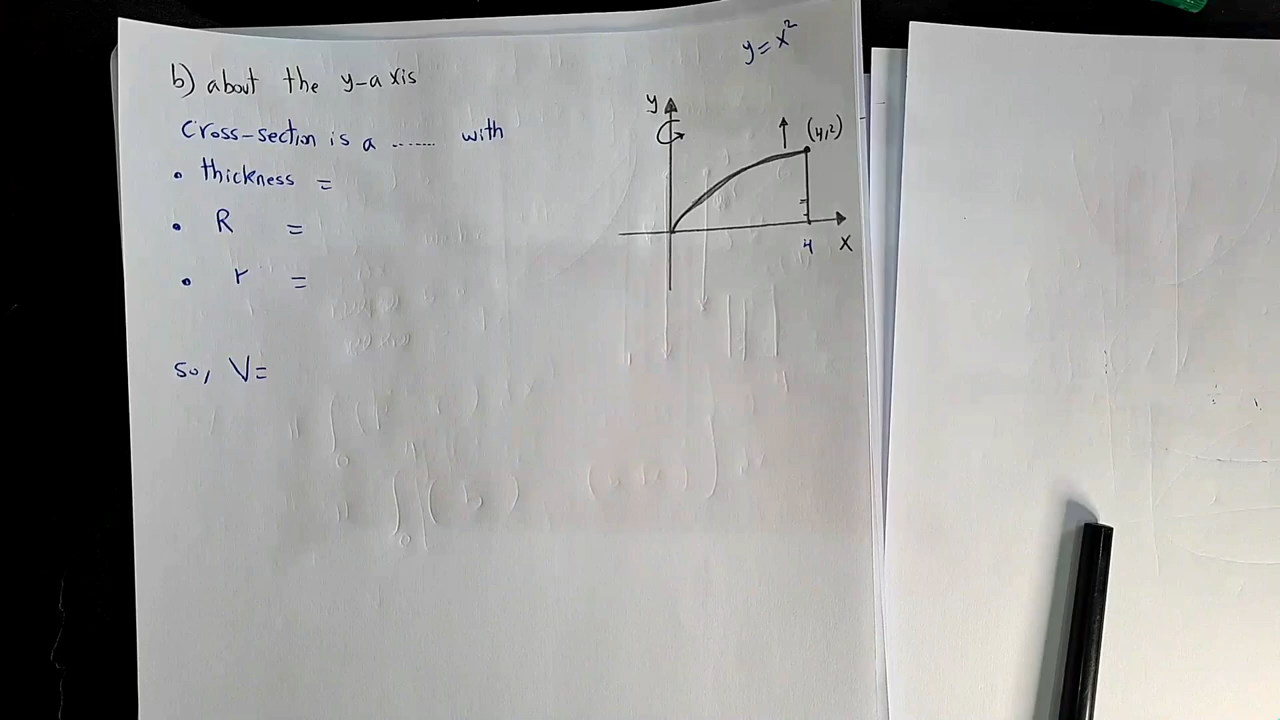 y=x²
b) about the y-axis
Cross-section is a ....... with
• thickness =
• R =
• r =
so, V=
y
(4,2)
4
x